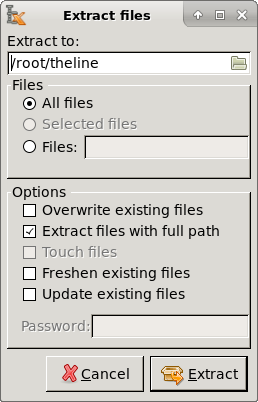 Extract files
Extract to:
/root/theline
Files
All files
Selected files
Files:
Options
Overwrite existing files
Extract files with full path
Touch files
Freshen existing files
Update existing files
Password:
Cancel
Extract